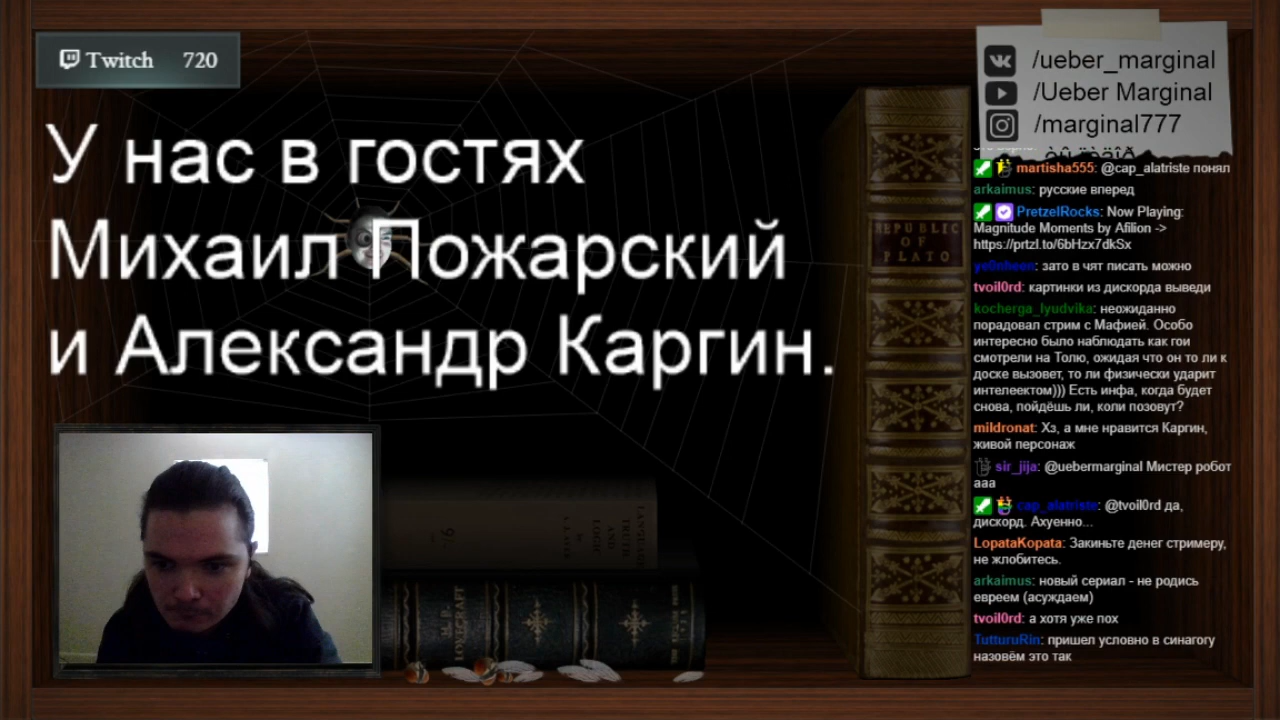 Twitch 720
У нас в гостях
Михаил Пожарский
и Александр Каргин.
/ueber_marginal
/Ueber Marginal
/marginal777
martisha555: @cap_alatriste понял
arkaimus: русские вперед
PretzelRocks: Now Playing:
Magnitude Moments by Afilion ->
https://prtzl.to/6bHzx7dkSx
зато в чят писать можно
tvoil0rd: картинки из дискорда выведи
kocherga_lyudvika: неожиданно
порадовал стрим с Мафией. Особо
интересно было наблюдать как гои
смотрели на Толю, ожидая что он то ли к
доске вызовет, то ли физически ударит
интелеектом))) Есть инфа, когда будет
снова, пойдёшь ли, коли позовут?
mildronat: Хз, а мне нравится Каргин,
живой персонаж
sir_jija: @uebermarginal Мистер робот
ааа
cap_alatriste: @tvoil0rd да,
дискорд. Ахуенно...
LopataKopata: Закиньте денег стримеру,
не жлобитесь.
arkaimus: новый сериал - не родись
евреем (асуждаем)
tvoil0rd: а хотя уже пох
TutturuRin: пришел условно в синагогу
назовём это так
REPUBLIC
OF
PLATO
LANGUAGE
TRUTH
AND
LOGIC
H.P.
LOVECRAFT